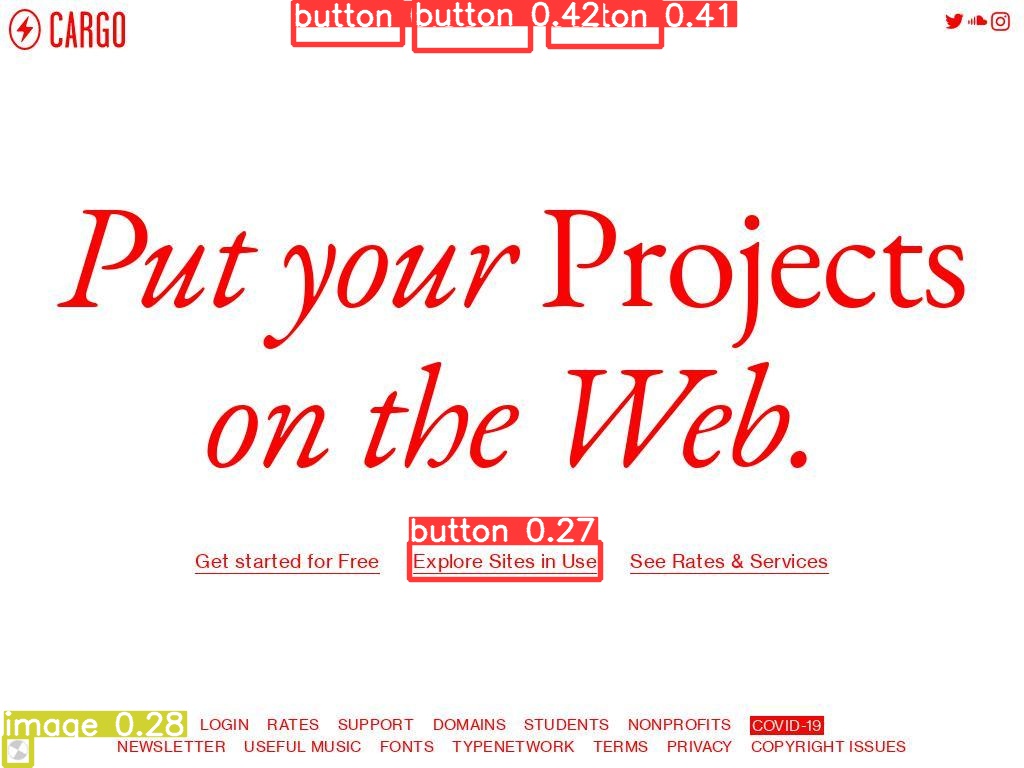 CARGO
button button 0.42 ton 0.41
Put your Projects
on the Web.
button 0.27
Get started for Free Explore Sites in Use See Rates & Services
image 0.28
LOGIN RATES SUPPORT DOMAINS STUDENTS NONPROFITS COVID-19
NEWSLETTER USEFUL MUSIC FONTS TYPENETWORK TERMS PRIVACY COPYRIGHT ISSUES